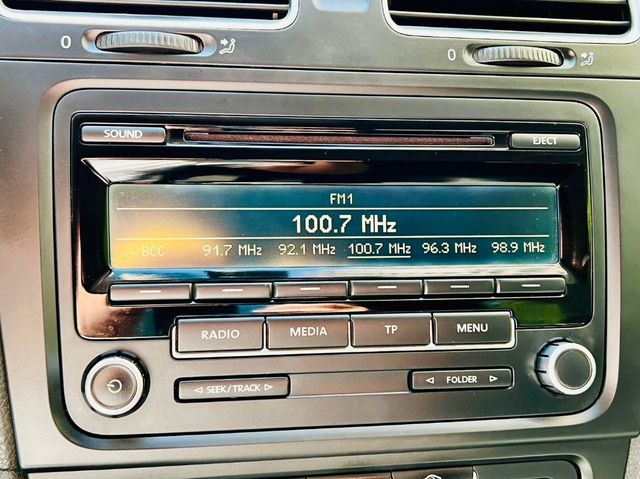 0 0
SOUND EJECT
FM1
100.7 MHz
BCC 91.7 MHz 92.1 MHz 100.7 MHz 96.3 MHz 98.9 MHz
RADIO MEDIA TP MENU
SEEK/TRACK FOLDER